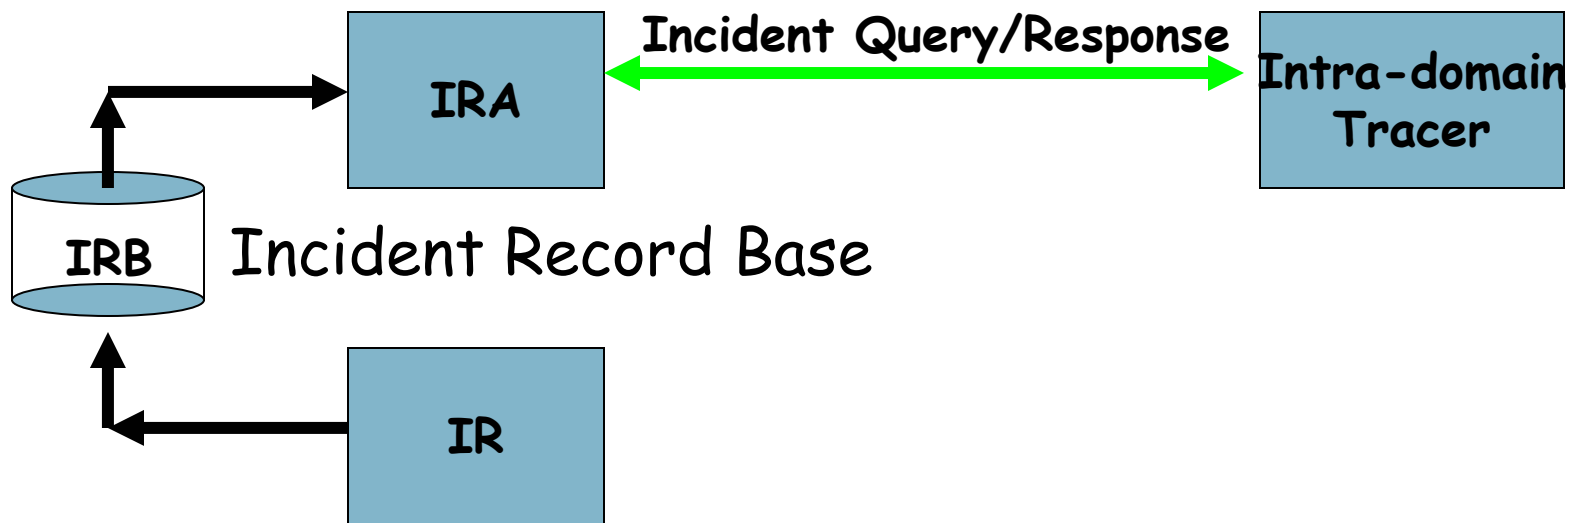 Incident Query/Response
IRA
Intra-domain
Tracer
IRB
Incident Record Base
IR